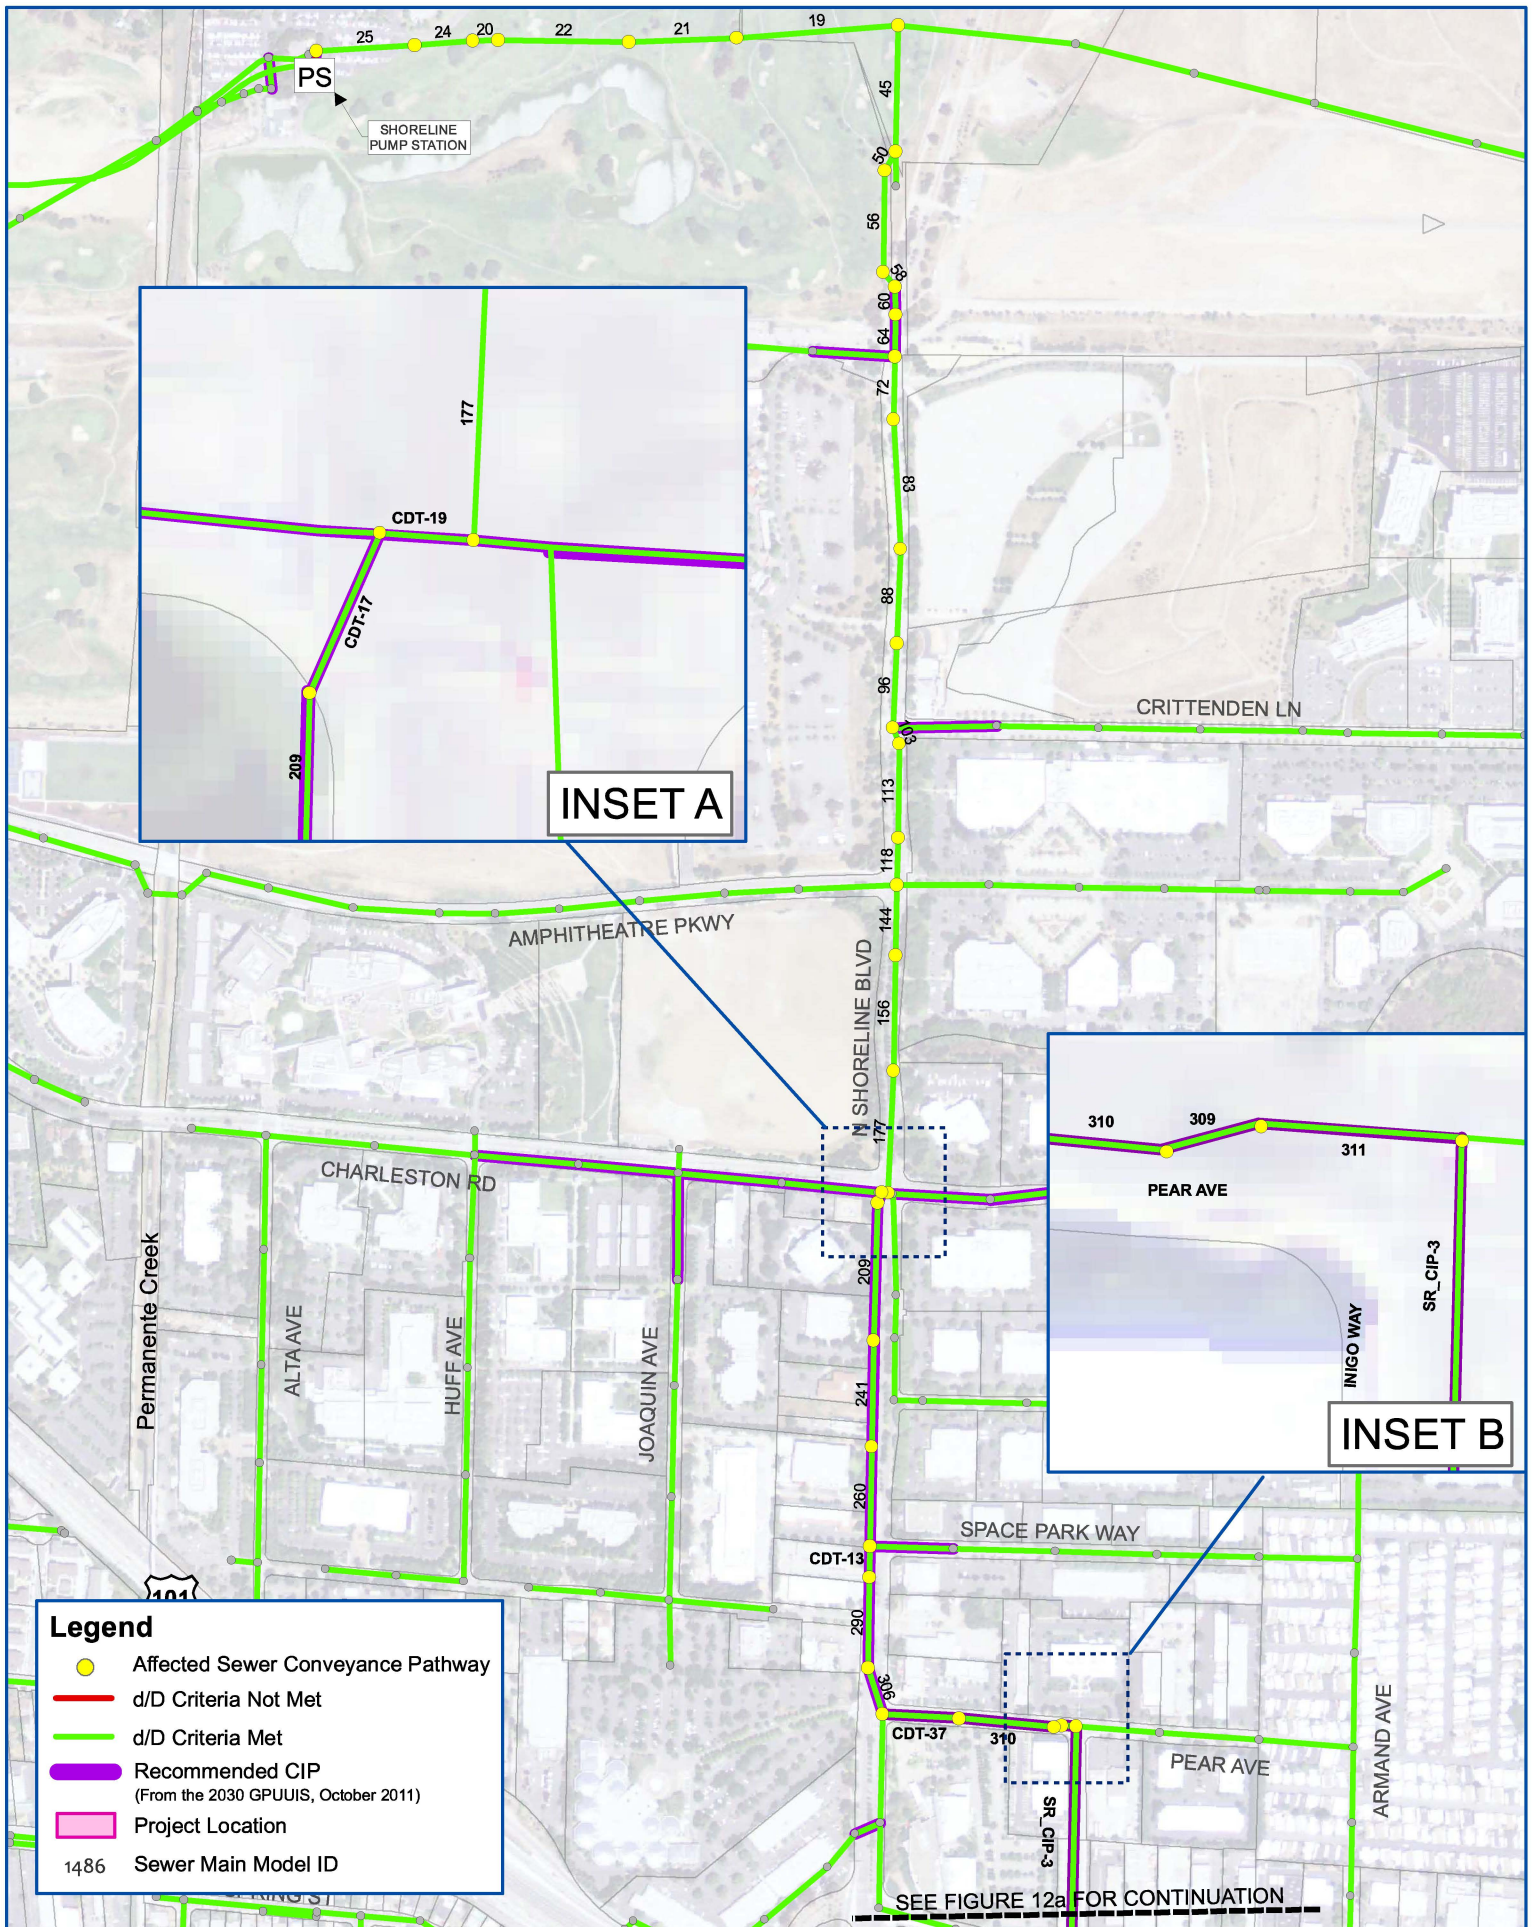 25
24
20
22
21
19
PS
SHORELINE
PUMP STATION
45
50
56
58
60
64
72
83
88
96
103
113
118
144
156
177
CRITTENDEN LN
177
CDT-19
CDT-17
209
INSET A
AMPHITHEATRE PKWY
N SHORELINE BLVD
CHARLESTON RD
Permanente Creek
ALTA AVE
HUFF AVE
JOAQUIN AVE
209
241
260
CDT-13
290
306
CDT-37
310
310
309
311
PEAR AVE
SR_CIP-3
INIGO WAY
INSET B
SPACE PARK WAY
PEAR AVE
ARMAND AVE
SR_CIP-3
101
Legend
Affected Sewer Conveyance Pathway
d/D Criteria Not Met
d/D Criteria Met
Recommended CIP
(From the 2030 GPUUIS, October 2011)
Project Location
1486 Sewer Main Model ID
SPRING ST
SEE FIGURE 12a FOR CONTINUATION